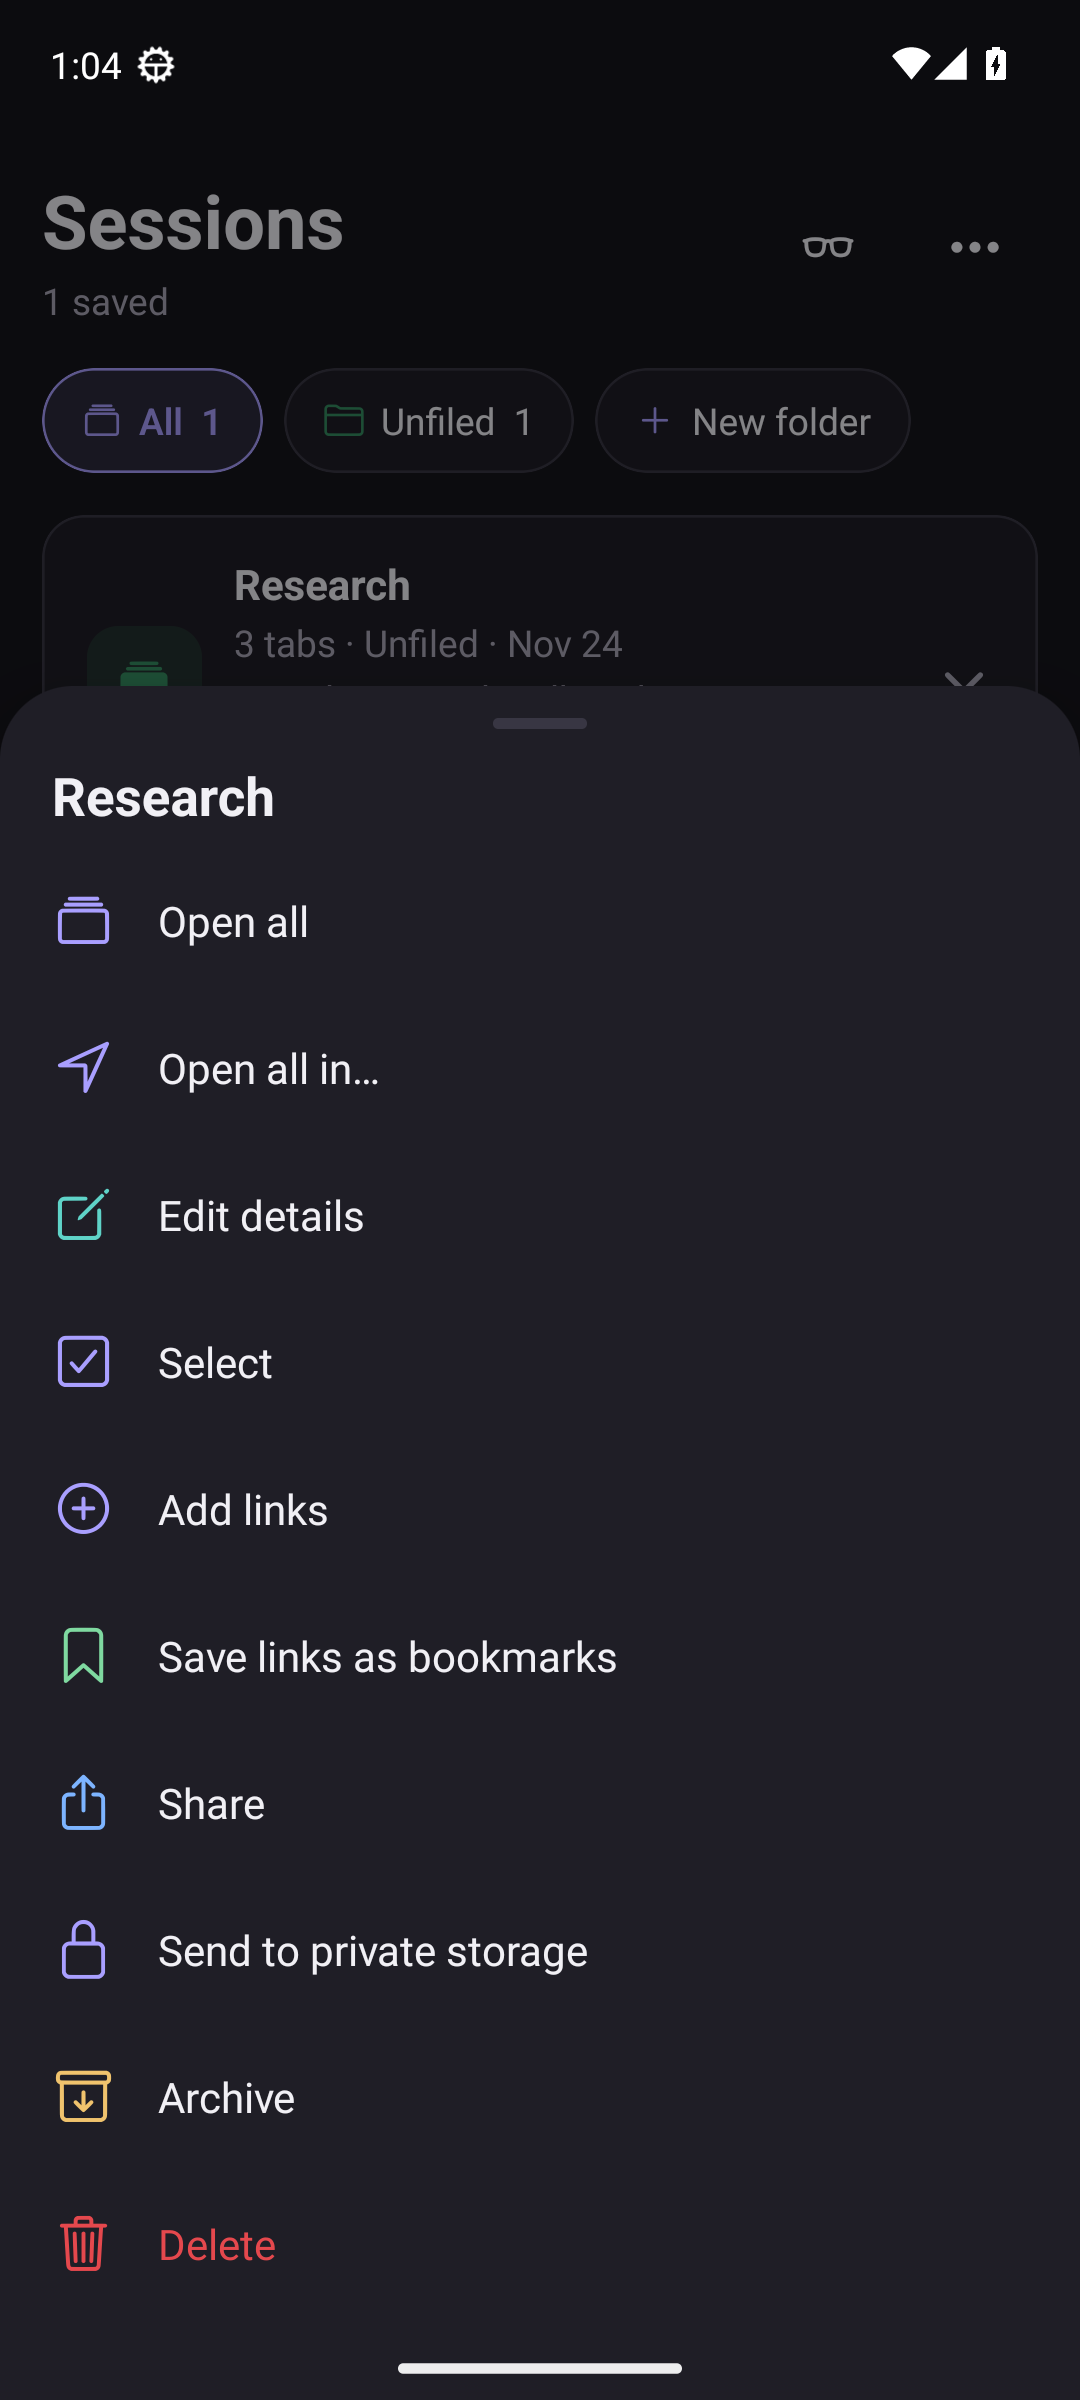 1:04
Sessions
1 saved
All 1
Unfiled 1
New folder
Research
3 tabs · Unfiled · Nov 24
Research
Open all
Open all in...
Edit details
Select
Add links
Save links as bookmarks
Share
Send to private storage
Archive
Delete